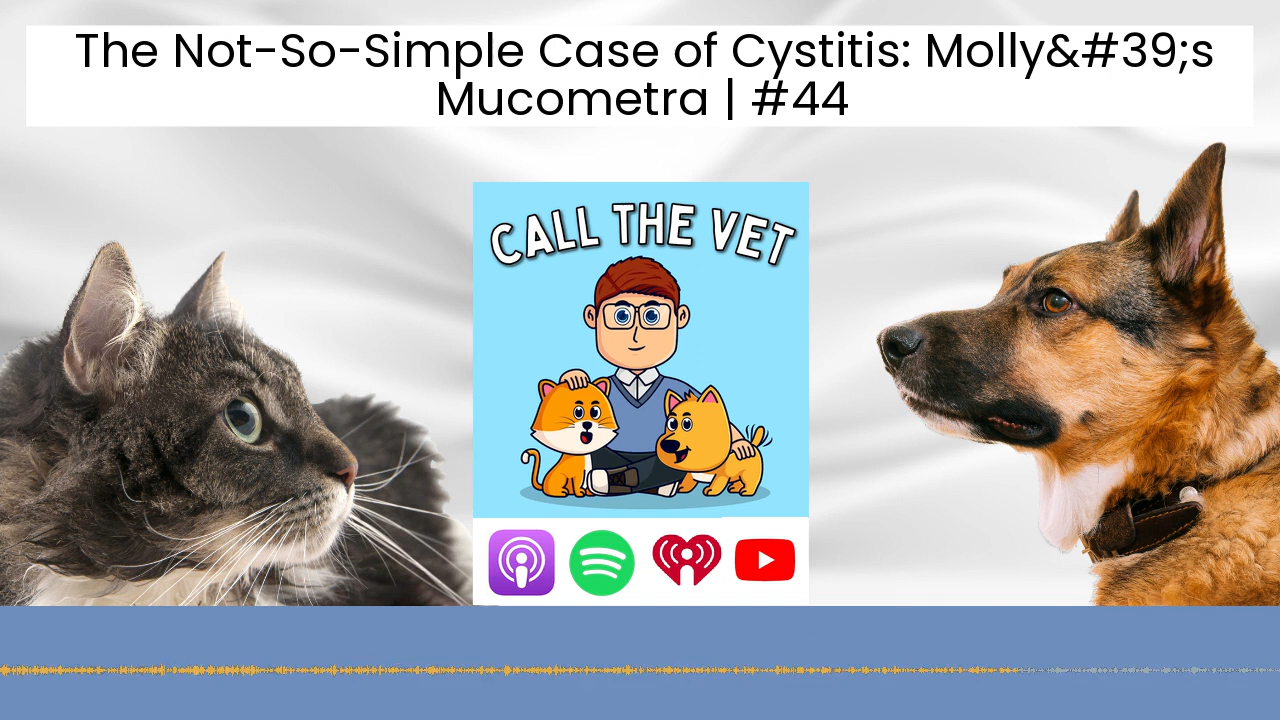 The Not-So-Simple Case of Cystitis: Molly&#39;s
Mucometra | #44
CALL THE VET